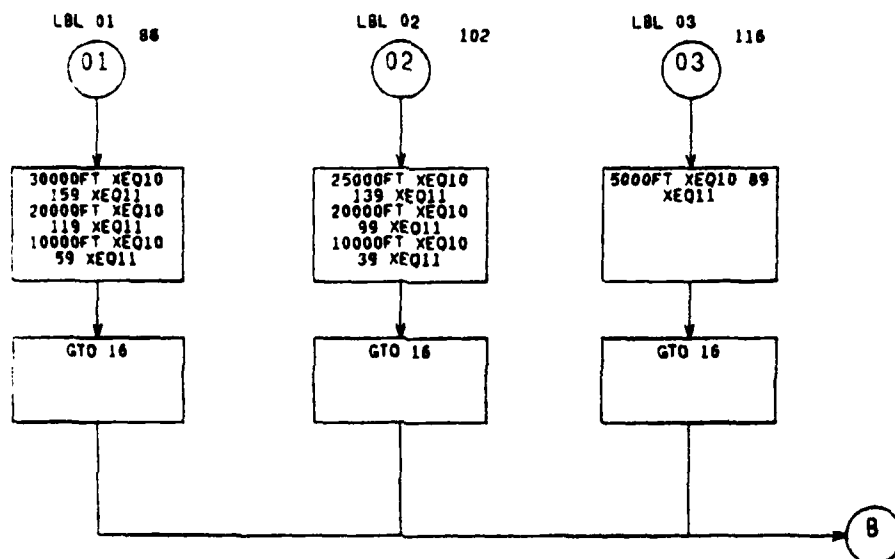 LBL 01
86
01
30000FT XEQ10
159 XEQ11
20000FT XEQ10
119 XEQ11
10000FT XEQ10
59 XEQ11
GTO 16
LBL 02
102
02
25000FT XEQ10
139 XEQ11
20000FT XEQ10
99 XEQ11
10000FT XEQ10
39 XEQ11
GTO 16
LBL 03
116
03
5000FT XEQ10 89
XEQ11
GTO 16
B